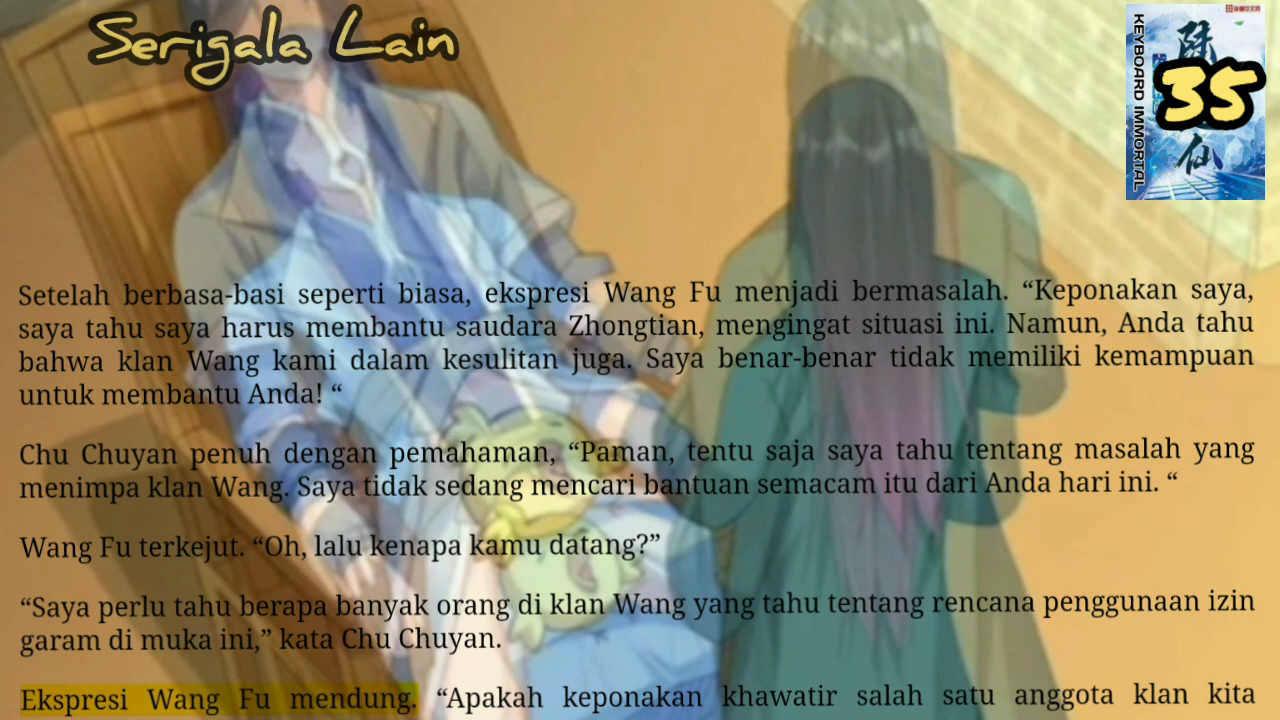 Serigala Lain
35
KEYBOARD IMMORTAL
仙
Setelah berbasa-basi seperti biasa, ekspresi Wang Fu menjadi bermasalah. “Keponakan saya,
saya tahu saya harus membantu saudara Zhongtian, mengingat situasi ini. Namun, Anda tahu
bahwa klan Wang kami dalam kesulitan juga. Saya benar-benar tidak memiliki kemampuan
untuk membantu Anda! “
Chu Chuyan penuh dengan pemahaman, “Paman, tentu saja saya tahu tentang masalah yang
menimpa klan Wang. Saya tidak sedang mencari bantuan semacam itu dari Anda hari ini. “
Wang Fu terkejut. “Oh, lalu kenapa kamu datang?”
“Saya perlu tahu berapa banyak orang di klan Wang yang tahu tentang rencana penggunaan izin
garam di muka ini,” kata Chu Chuyan.
Ekspresi Wang Fu mendung. “Apakah keponakan khawatir salah satu anggota klan kita